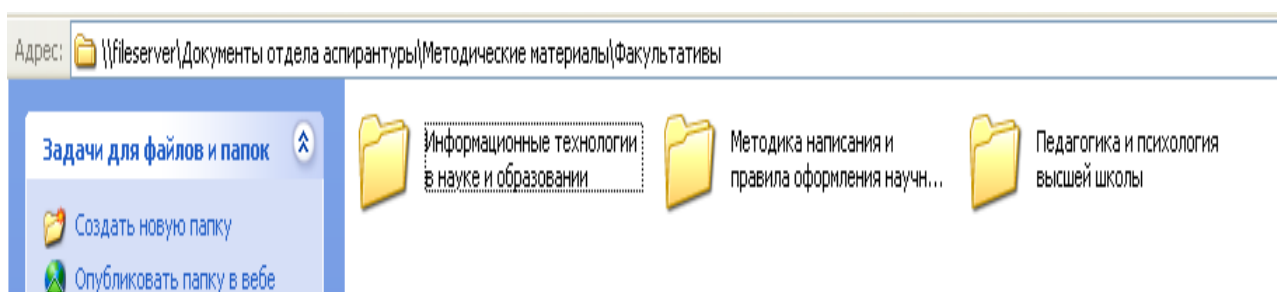 Адрес: \\fileserver\Документы отдела аспирантуры\Методические материалы\Факультативы
Задачи для файлов и папок
Создать новую папку
Опубликовать папку в вебе
Информационные технологии
в науке и образовании
Методика написания и
правила оформления научн...
Педагогика и психология
высшей школы